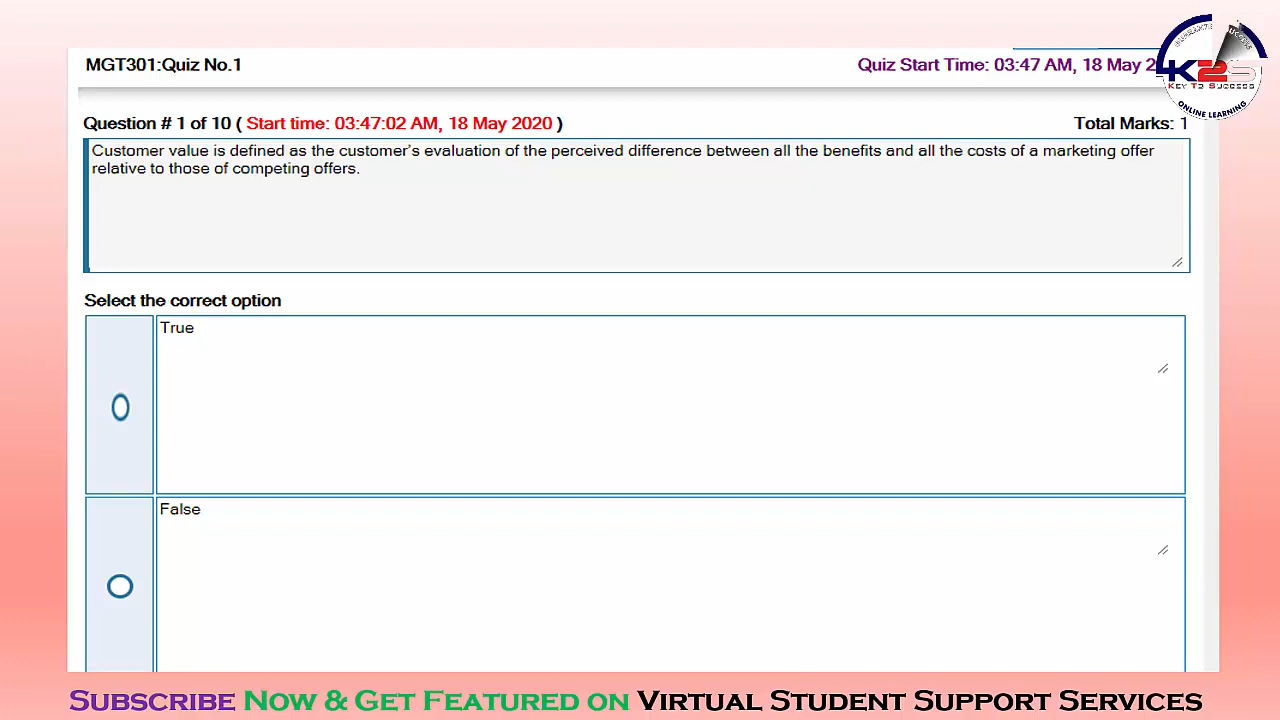 MGT301:Quiz No.1
Quiz Start Time: 03:47 AM, 18 May 2
K2S
KEY TO SUCCESS
ONLINE LEARNING
Question # 1 of 10 ( Start time: 03:47:02 AM, 18 May 2020 )
Total Marks: 1
Customer value is defined as the customer’s evaluation of the perceived difference between all the benefits and all the costs of a marketing offer
relative to those of competing offers.
Select the correct option
True
False
SUBSCRIBE NOW & GET FEATURED ON VIRTUAL STUDENT SUPPORT SERVICES